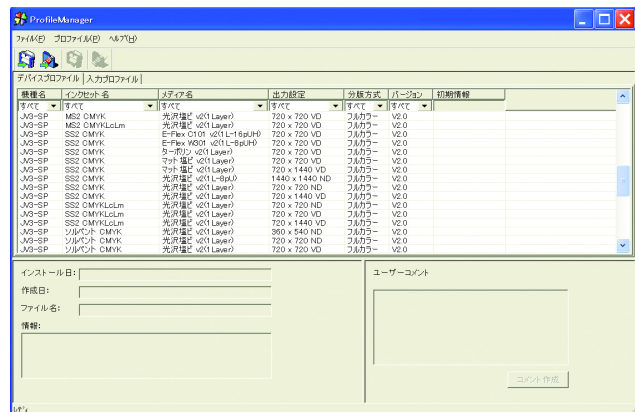 ProfileManager
ファイル(F) プロファイル(P) ヘルプ(H)
デバイスプロファイル 入力プロファイル
機種名 インクセット名 メディア名 出力設定 分版方式 バージョン 初期情報
すべて すべて すべて すべて すべて すべて
JV3-SP MS2 CMYK 光沢塩ビ v2(1 Layer) 720 x 720 VD フルカラー V2.0
JV3-SP MS2 CMYKLcLm 光沢塩ビ v2(1 Layer) 720 x 720 VD フルカラー V2.0
JV3-SP SS2 CMYK E-Flex C101 v2(1L-16pUH) 720 x 720 VD フルカラー V2.0
JV3-SP SS2 CMYK E-Flex W301 v2(1L-8pUH) 720 x 720 VD フルカラー V2.0
JV3-SP SS2 CMYK ターポリン v2(1 Layer) 720 x 720 VD フルカラー V2.0
JV3-SP SS2 CMYK マット塩ビ v2(1 Layer) 720 x 720 VD フルカラー V2.0
JV3-SP SS2 CMYK マット塩ビ v2(1 Layer) 720 x 1440 VD フルカラー V2.0
JV3-SP SS2 CMYK 光沢塩ビ v2(1L-8pU) 1440 x 1440 ND フルカラー V2.0
JV3-SP SS2 CMYK 光沢塩ビ v2(1 Layer) 720 x 720 ND フルカラー V2.0
JV3-SP SS2 CMYK 光沢塩ビ v2(1 Layer) 720 x 1440 VD フルカラー V2.0
JV3-SP SS2 CMYKLcLm 光沢塩ビ v2(1 Layer) 720 x 720 ND フルカラー V2.0
JV3-SP SS2 CMYKLcLm 光沢塩ビ v2(1 Layer) 720 x 720 VD フルカラー V2.0
JV3-SP SS2 CMYKLcLm 光沢塩ビ v2(1 Layer) 720 x 1440 VD フルカラー V2.0
JV3-SP ソルベント CMYK 光沢塩ビ v2(1 Layer) 360 x 540 ND フルカラー V2.0
JV3-SP ソルベント CMYK 光沢塩ビ v2(1 Layer) 720 x 720 ND フルカラー V2.0
JV3-SP ソルベント CMYK 光沢塩ビ v2(1 Layer) 720 x 720 VD フルカラー V2.0
インストール日:
作成日:
ファイル名:
情報:
ユーザーコメント
コメント作成